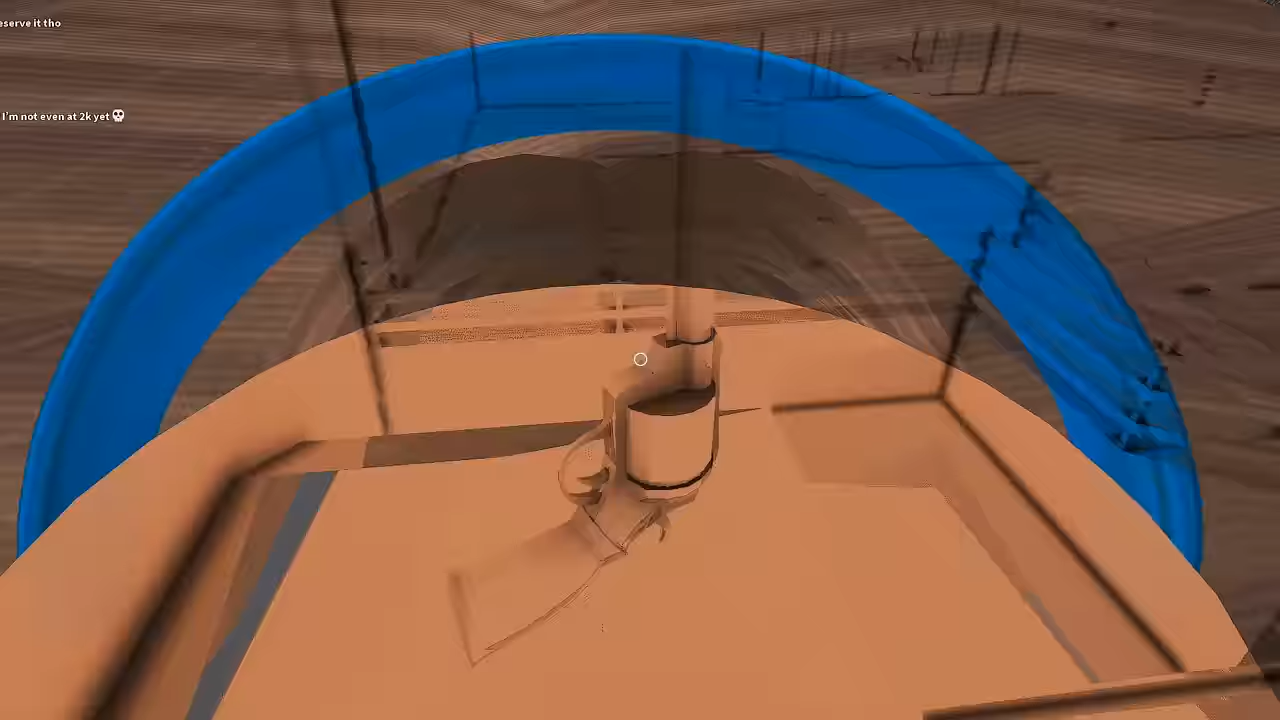 eserve it tho
I'm not even at 2k yet 💀